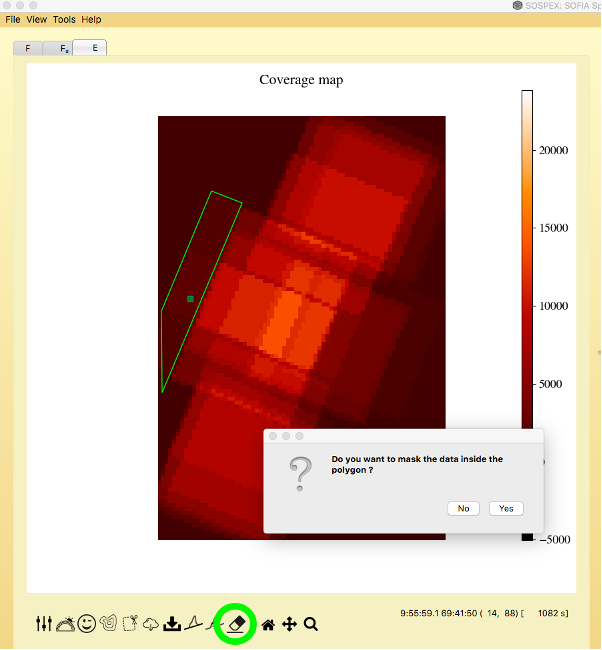 SOSPEX: SOFIA Sp
File View Tools Help
F Fu E
Coverage map
20000
15000
10000
5000
Do you want to mask the data inside the
polygon ?
No Yes
−5000
9:55:59.1 69:41:50 ( 14, 88) [ 1082 s]